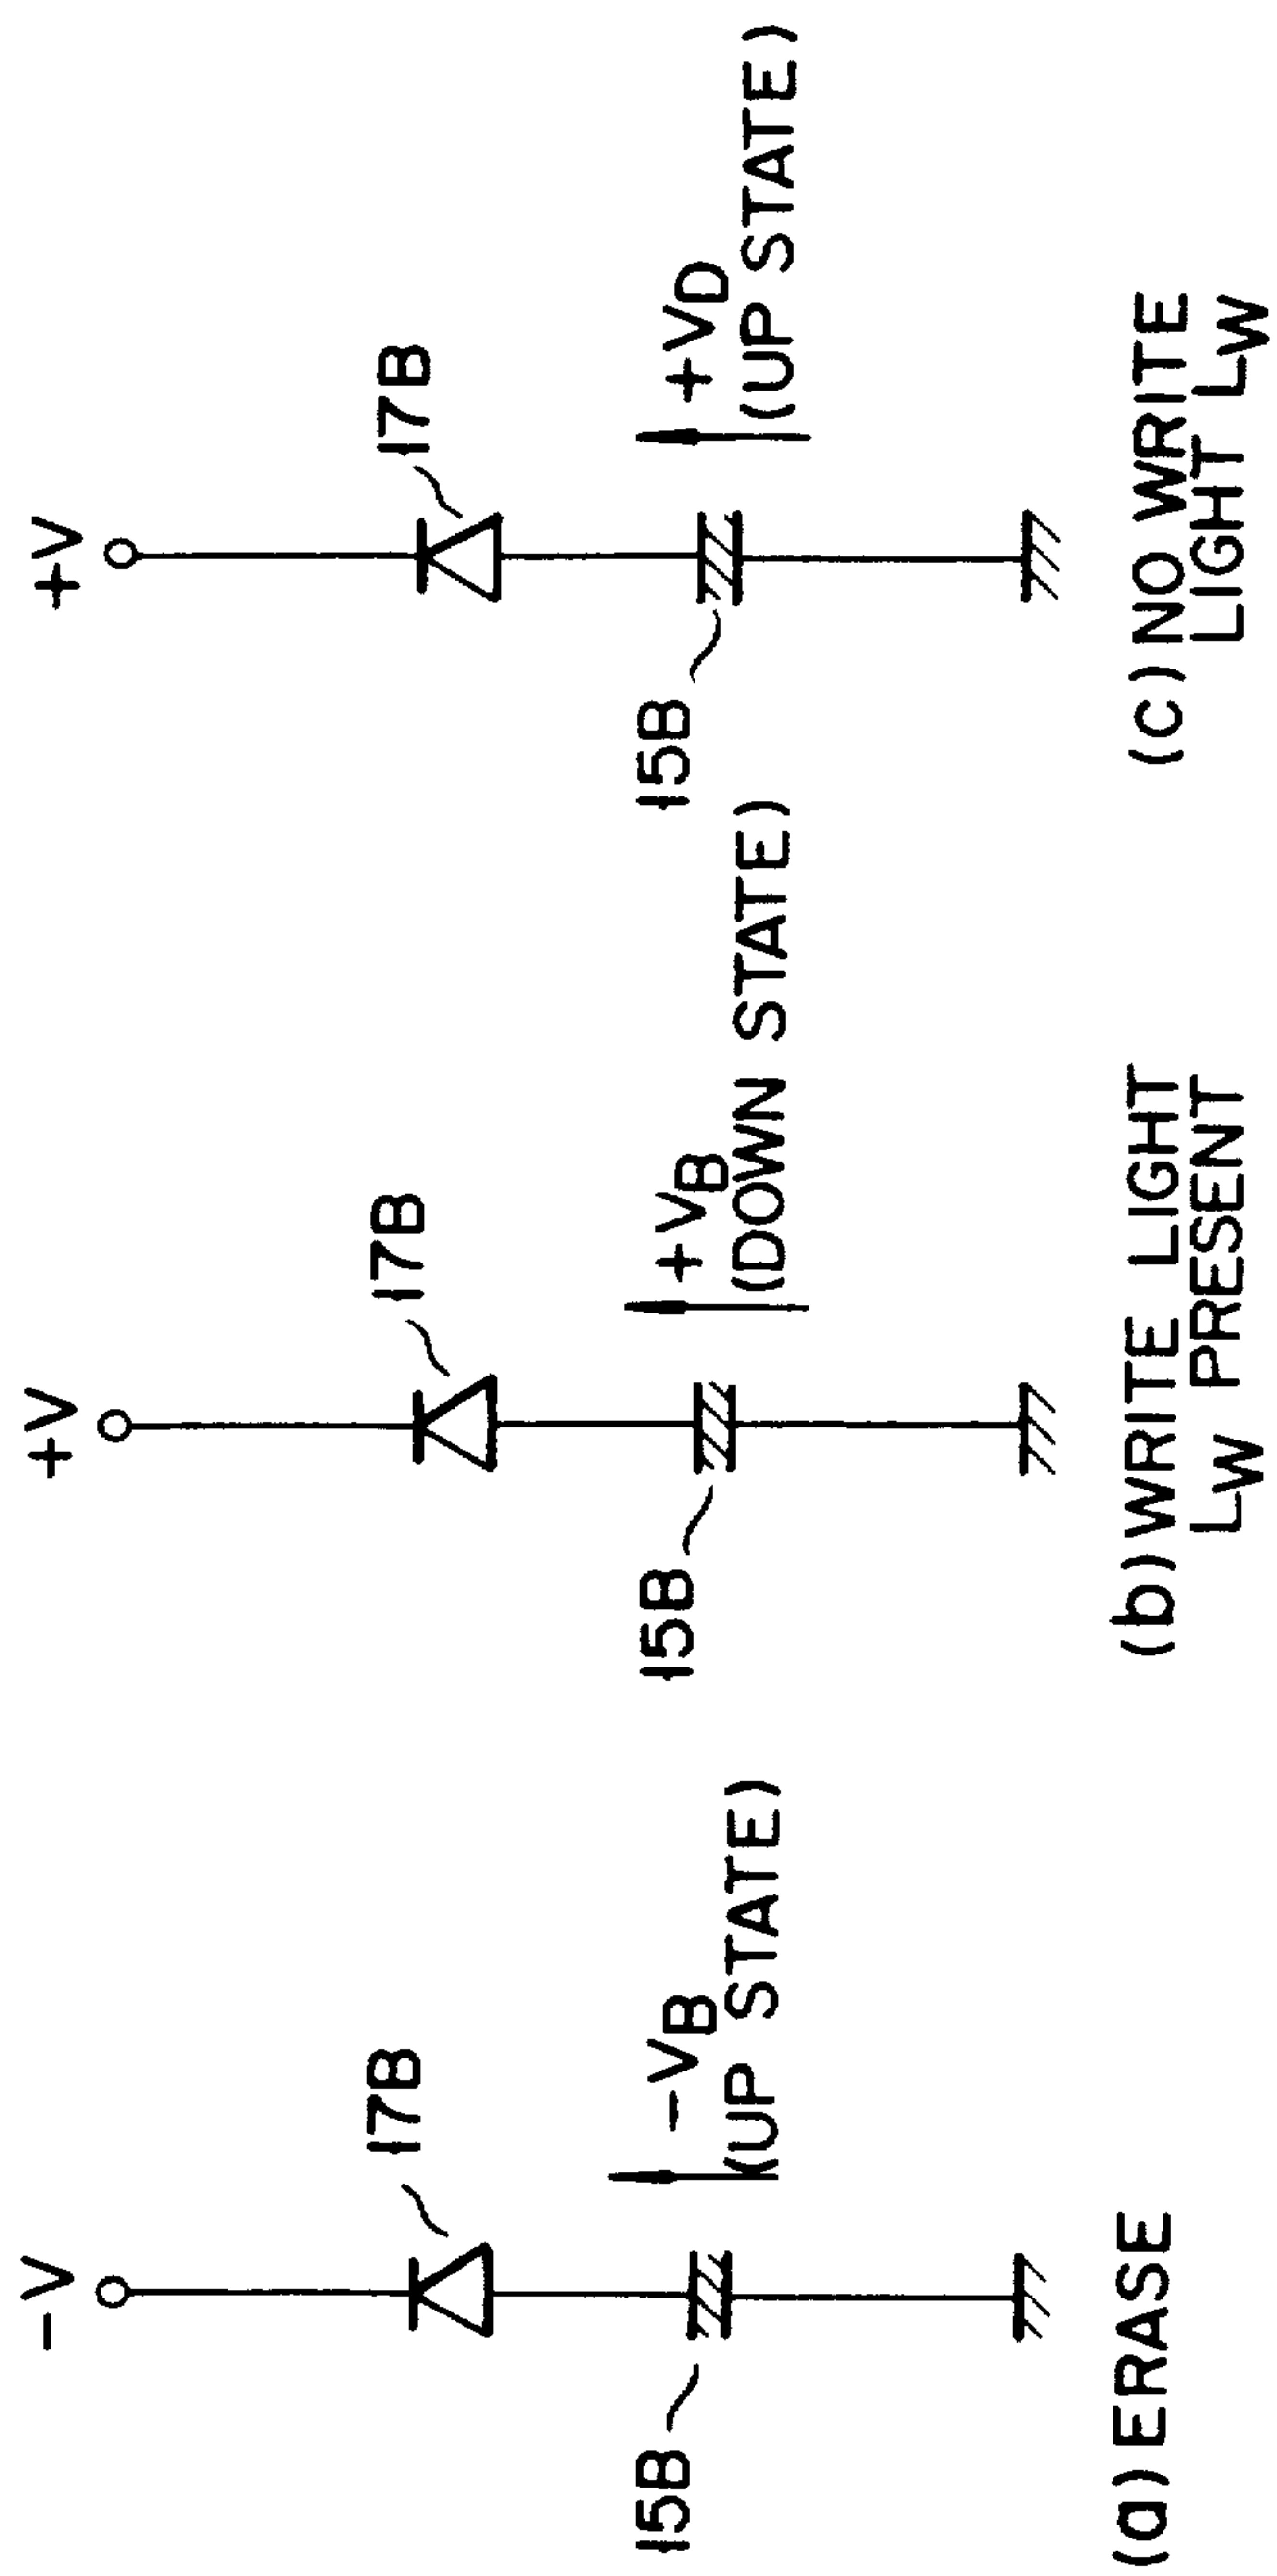 -V
17B
15B
-VB
(UP STATE)
(a) ERASE
+V
17B
15B
+VB
(DOWN STATE)
(b) WRITE LIGHT
LW PRESENT
+V
17B
15B
+VD
(UP STATE)
(c) NO WRITE
LIGHT LW